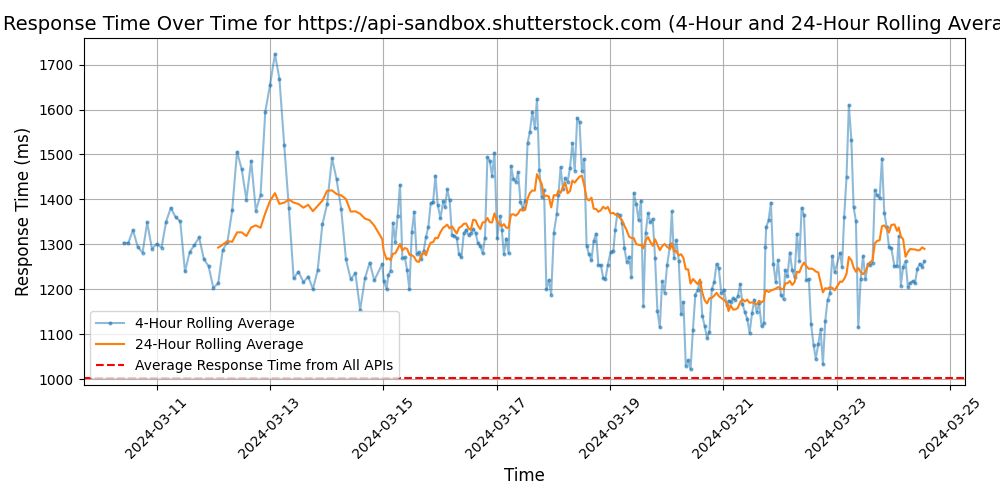 Response Time Over Time for https://api-sandbox.shutterstock.com (4-Hour and 24-Hour Rolling Avera
Response Time (ms)
1700
1600
1500
1400
1300
1200
1100
1000
4-Hour Rolling Average
24-Hour Rolling Average
Average Response Time from All APIs
2024-03-11
2024-03-13
2024-03-15
2024-03-17
2024-03-19
2024-03-21
2024-03-23
2024-03-25
Time